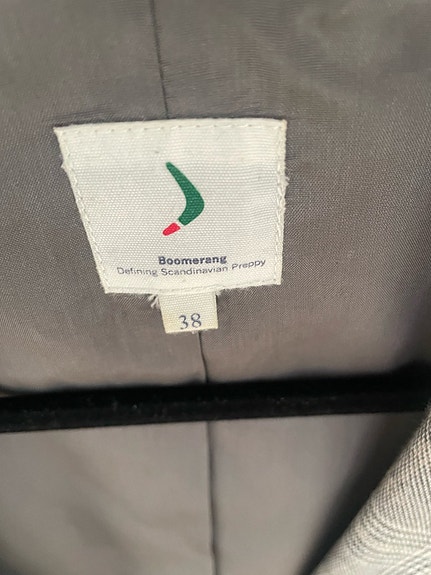 Boomerang
Defining Scandinavian Preppy
38